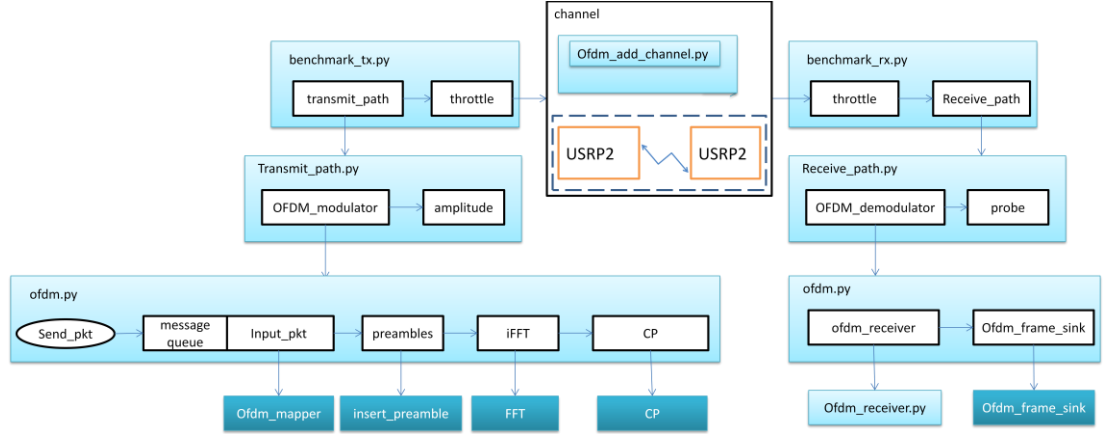 channel
Ofdm_add_channel.py
benchmark_tx.py
benchmark_rx.py
transmit_path
throttle
throttle
Receive_path
USRP2
USRP2
Transmit_path.py
Receive_path.py
OFDM_modulator
amplitude
OFDM_demodulator
probe
ofdm.py
ofdm.py
Send_pkt
message
queue
Input_pkt
preambles
iFFT
CP
ofdm_receiver
Ofdm_frame_sink
Ofdm_mapper
insert_preamble
FFT
CP
Ofdm_receiver.py
Ofdm_frame_sink